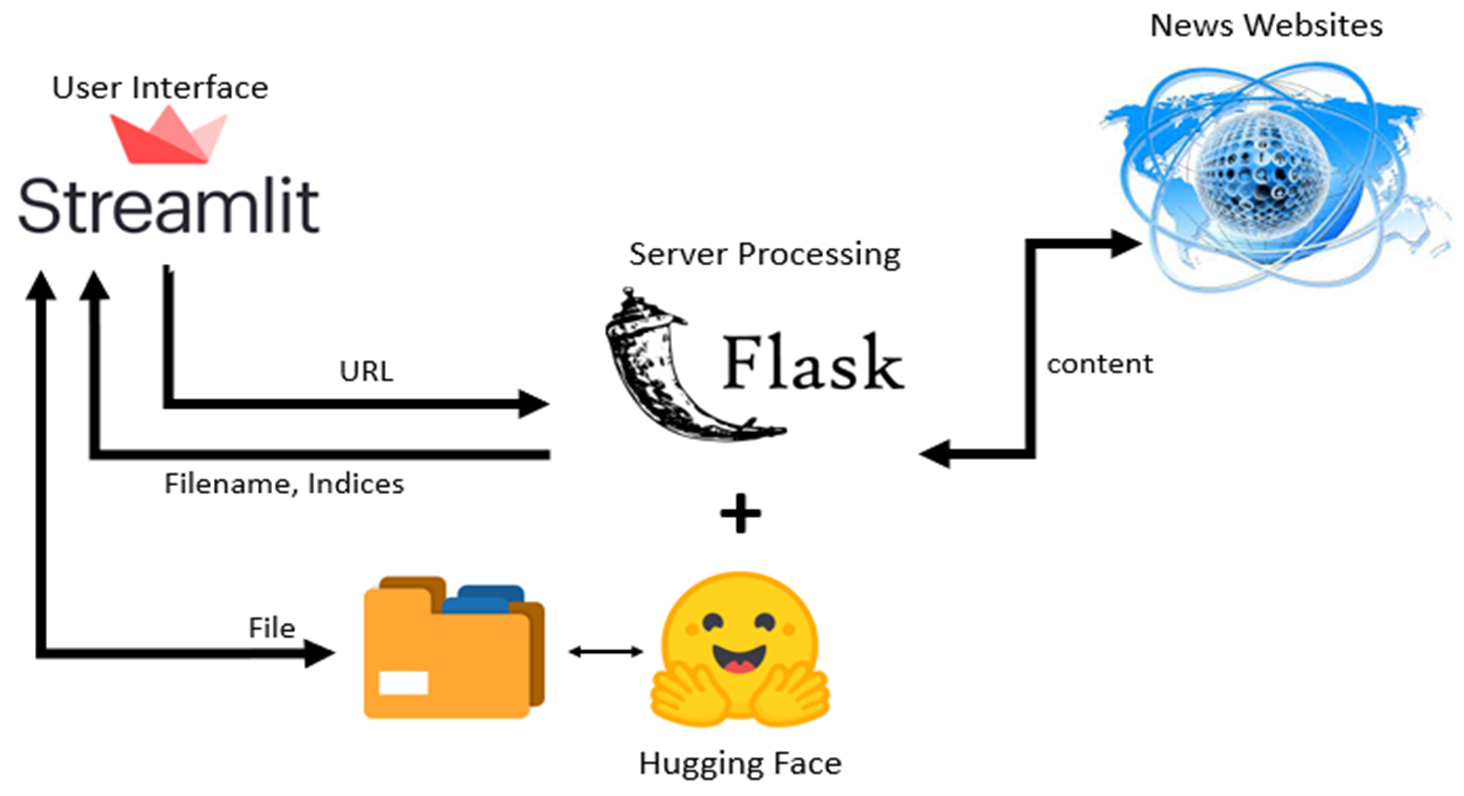 News Websites
User Interface
Streamlit
Server Processing
Flask
URL
content
Filename, Indices
File
Hugging Face